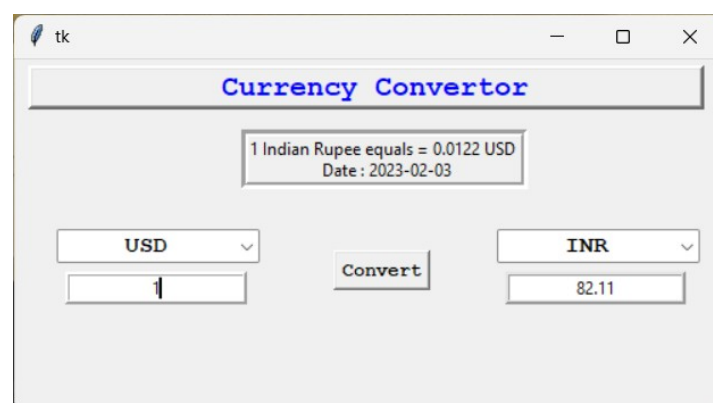 tk
Currency Convertor
1 Indian Rupee equals = 0.0122 USD
Date : 2023-02-03
USD
INR
Convert
1
82.11